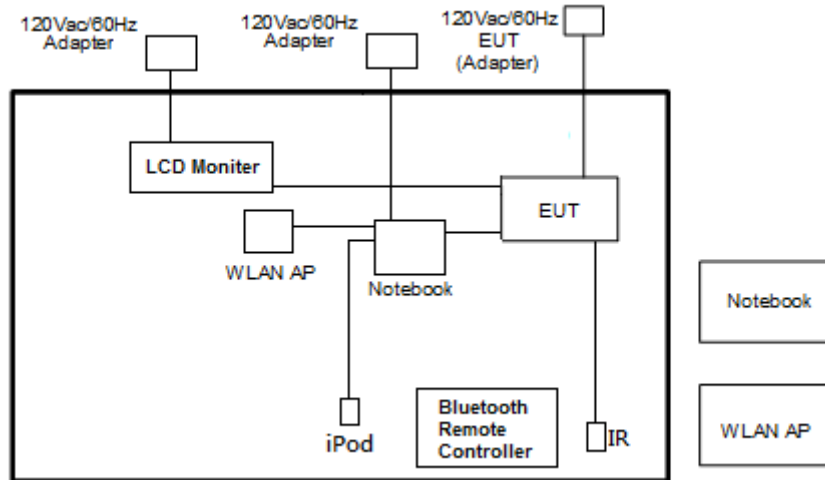 120Vac/60Hz
Adapter
120Vac/60Hz
Adapter
120Vac/60Hz
EUT
(Adapter)
LCD Moniter
EUT
WLAN AP
Notebook
Notebook
iPod
Bluetooth
Remote
Controller
IR
WLAN AP